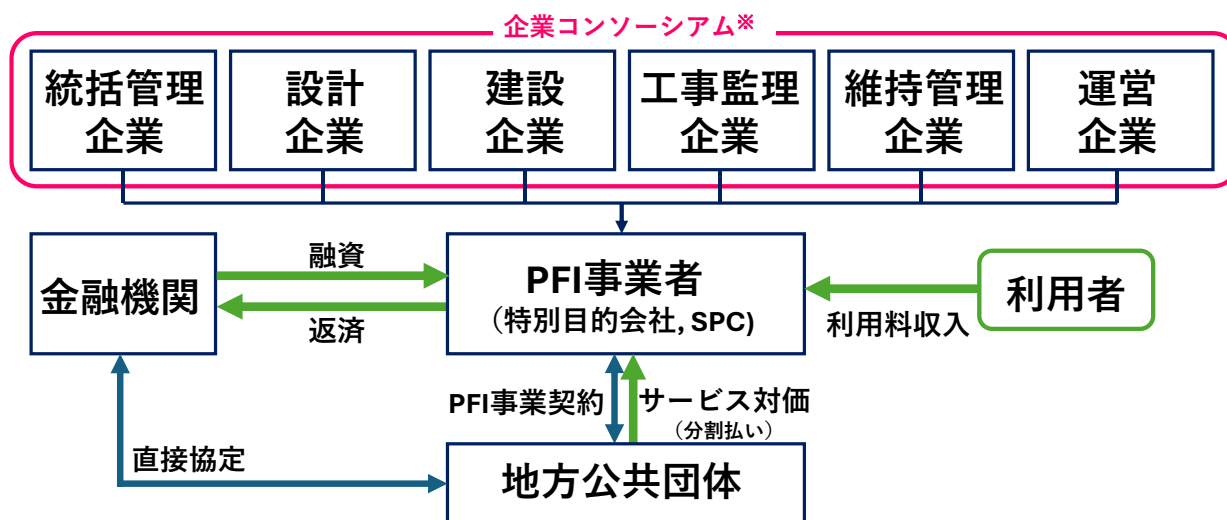 企業コンソーシアム※
統括管理
企業
設計
企業
建設
企業
工事監理
企業
維持管理
企業
運営
企業
金融機関
融資
返済
PFI事業者
（特別目的会社, SPC)
利用料収入
利用者
PFI事業契約
サービス対価
（分割払い）
直接協定
地方公共団体